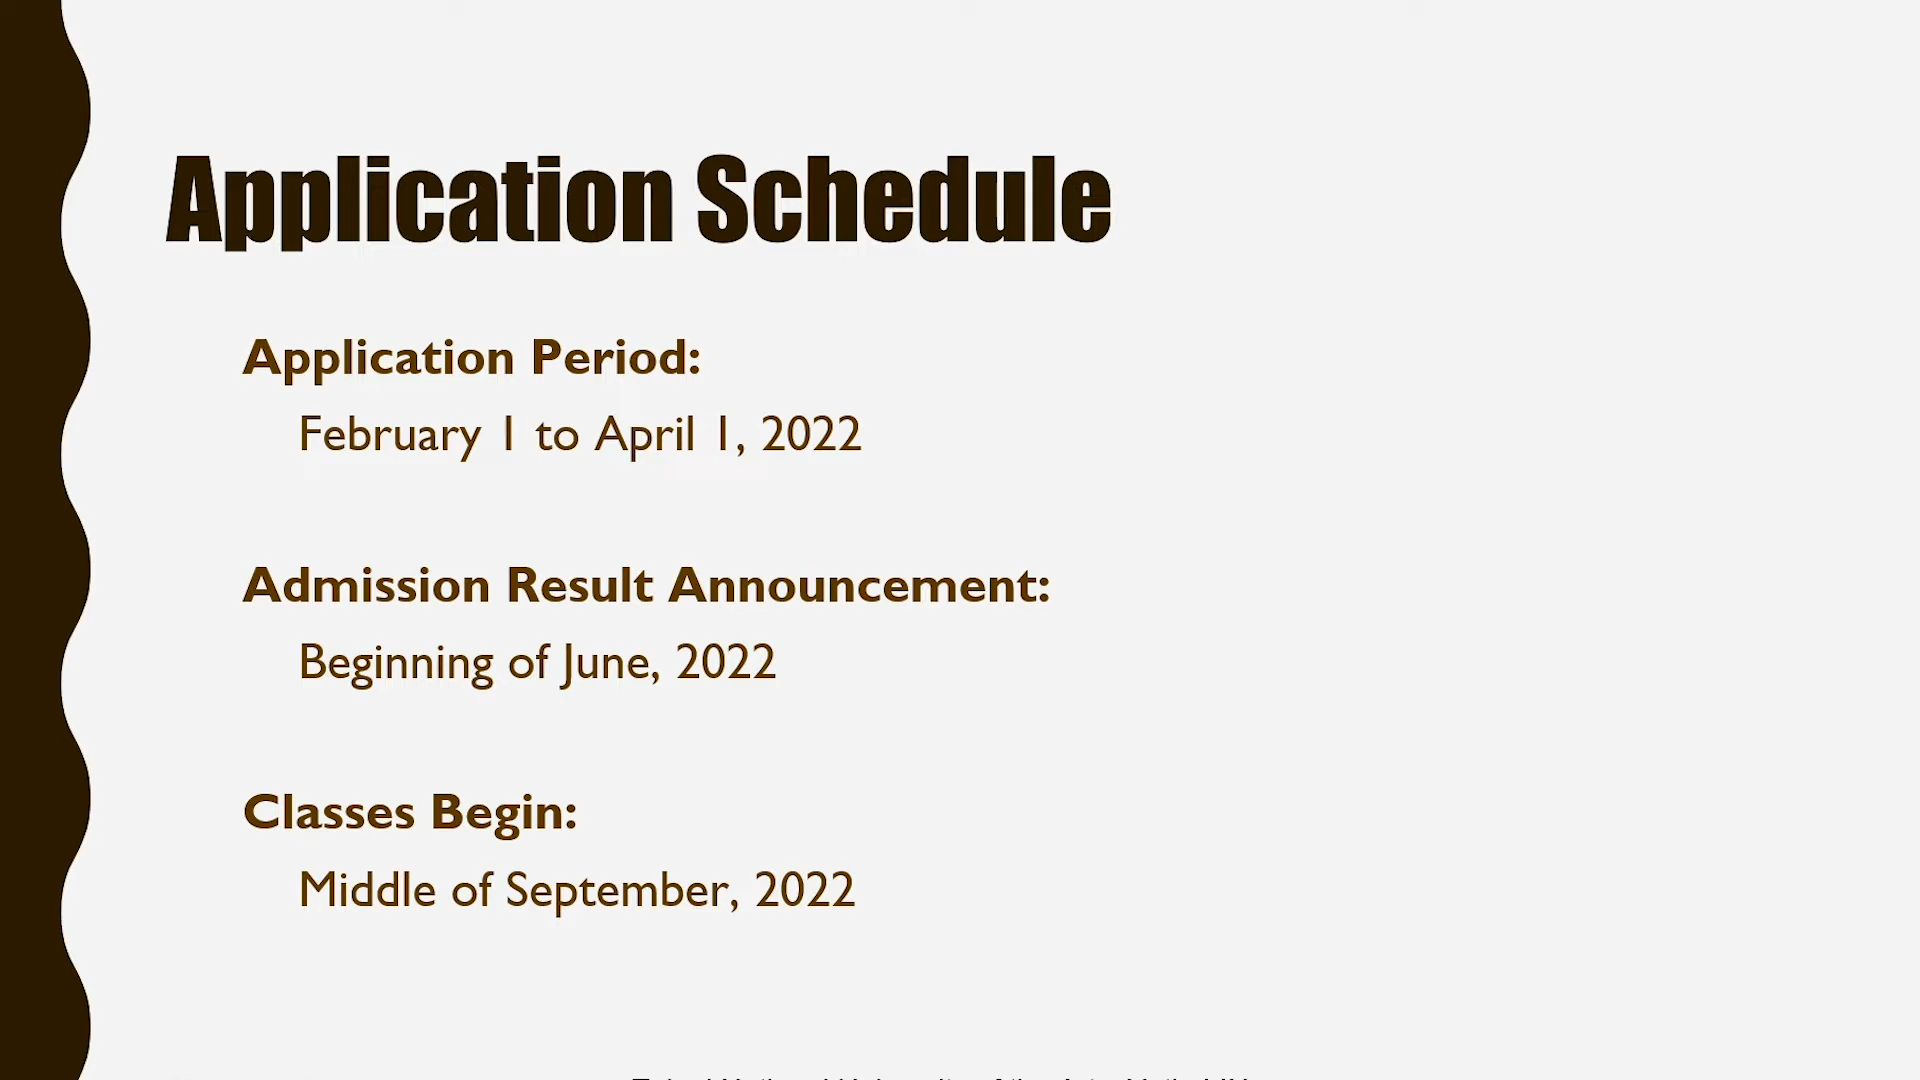 Application Schedule
Application Period:
February 1 to April 1, 2022
Admission Result Announcement:
Beginning of June, 2022
Classes Begin:
Middle of September, 2022